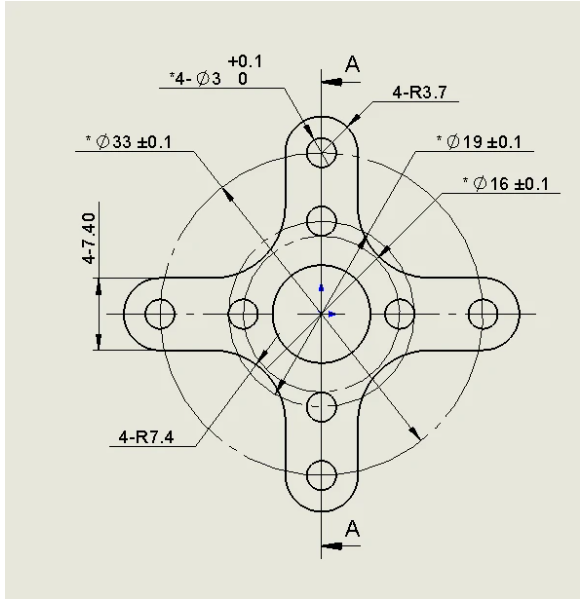 +0.1
A
*4-∅3 0
4-R3.7
*∅33 ±0.1
*∅19 ±0.1
*∅16 ±0.1
4-7.40
4-R7.4
A